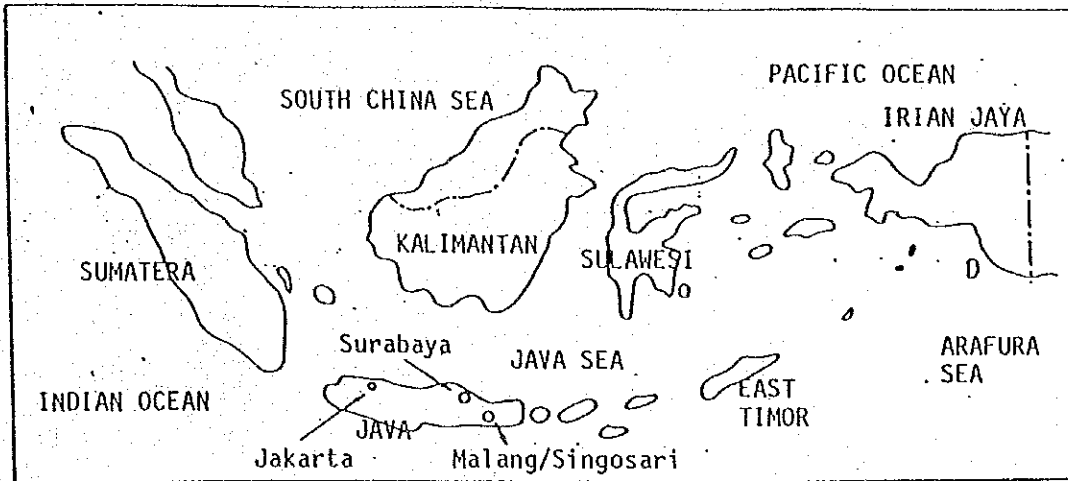 PACIFIC OCEAN
SOUTH CHINA SEA
IRIAN JAYA
KALIMANTAN
SUMATERA
SULAWESI
D
Surabaya
JAVA SEA
ARAFURA
SEA
INDIAN OCEAN
EAST
TIMOR
JAVA
Jakarta
Malang/Singosari